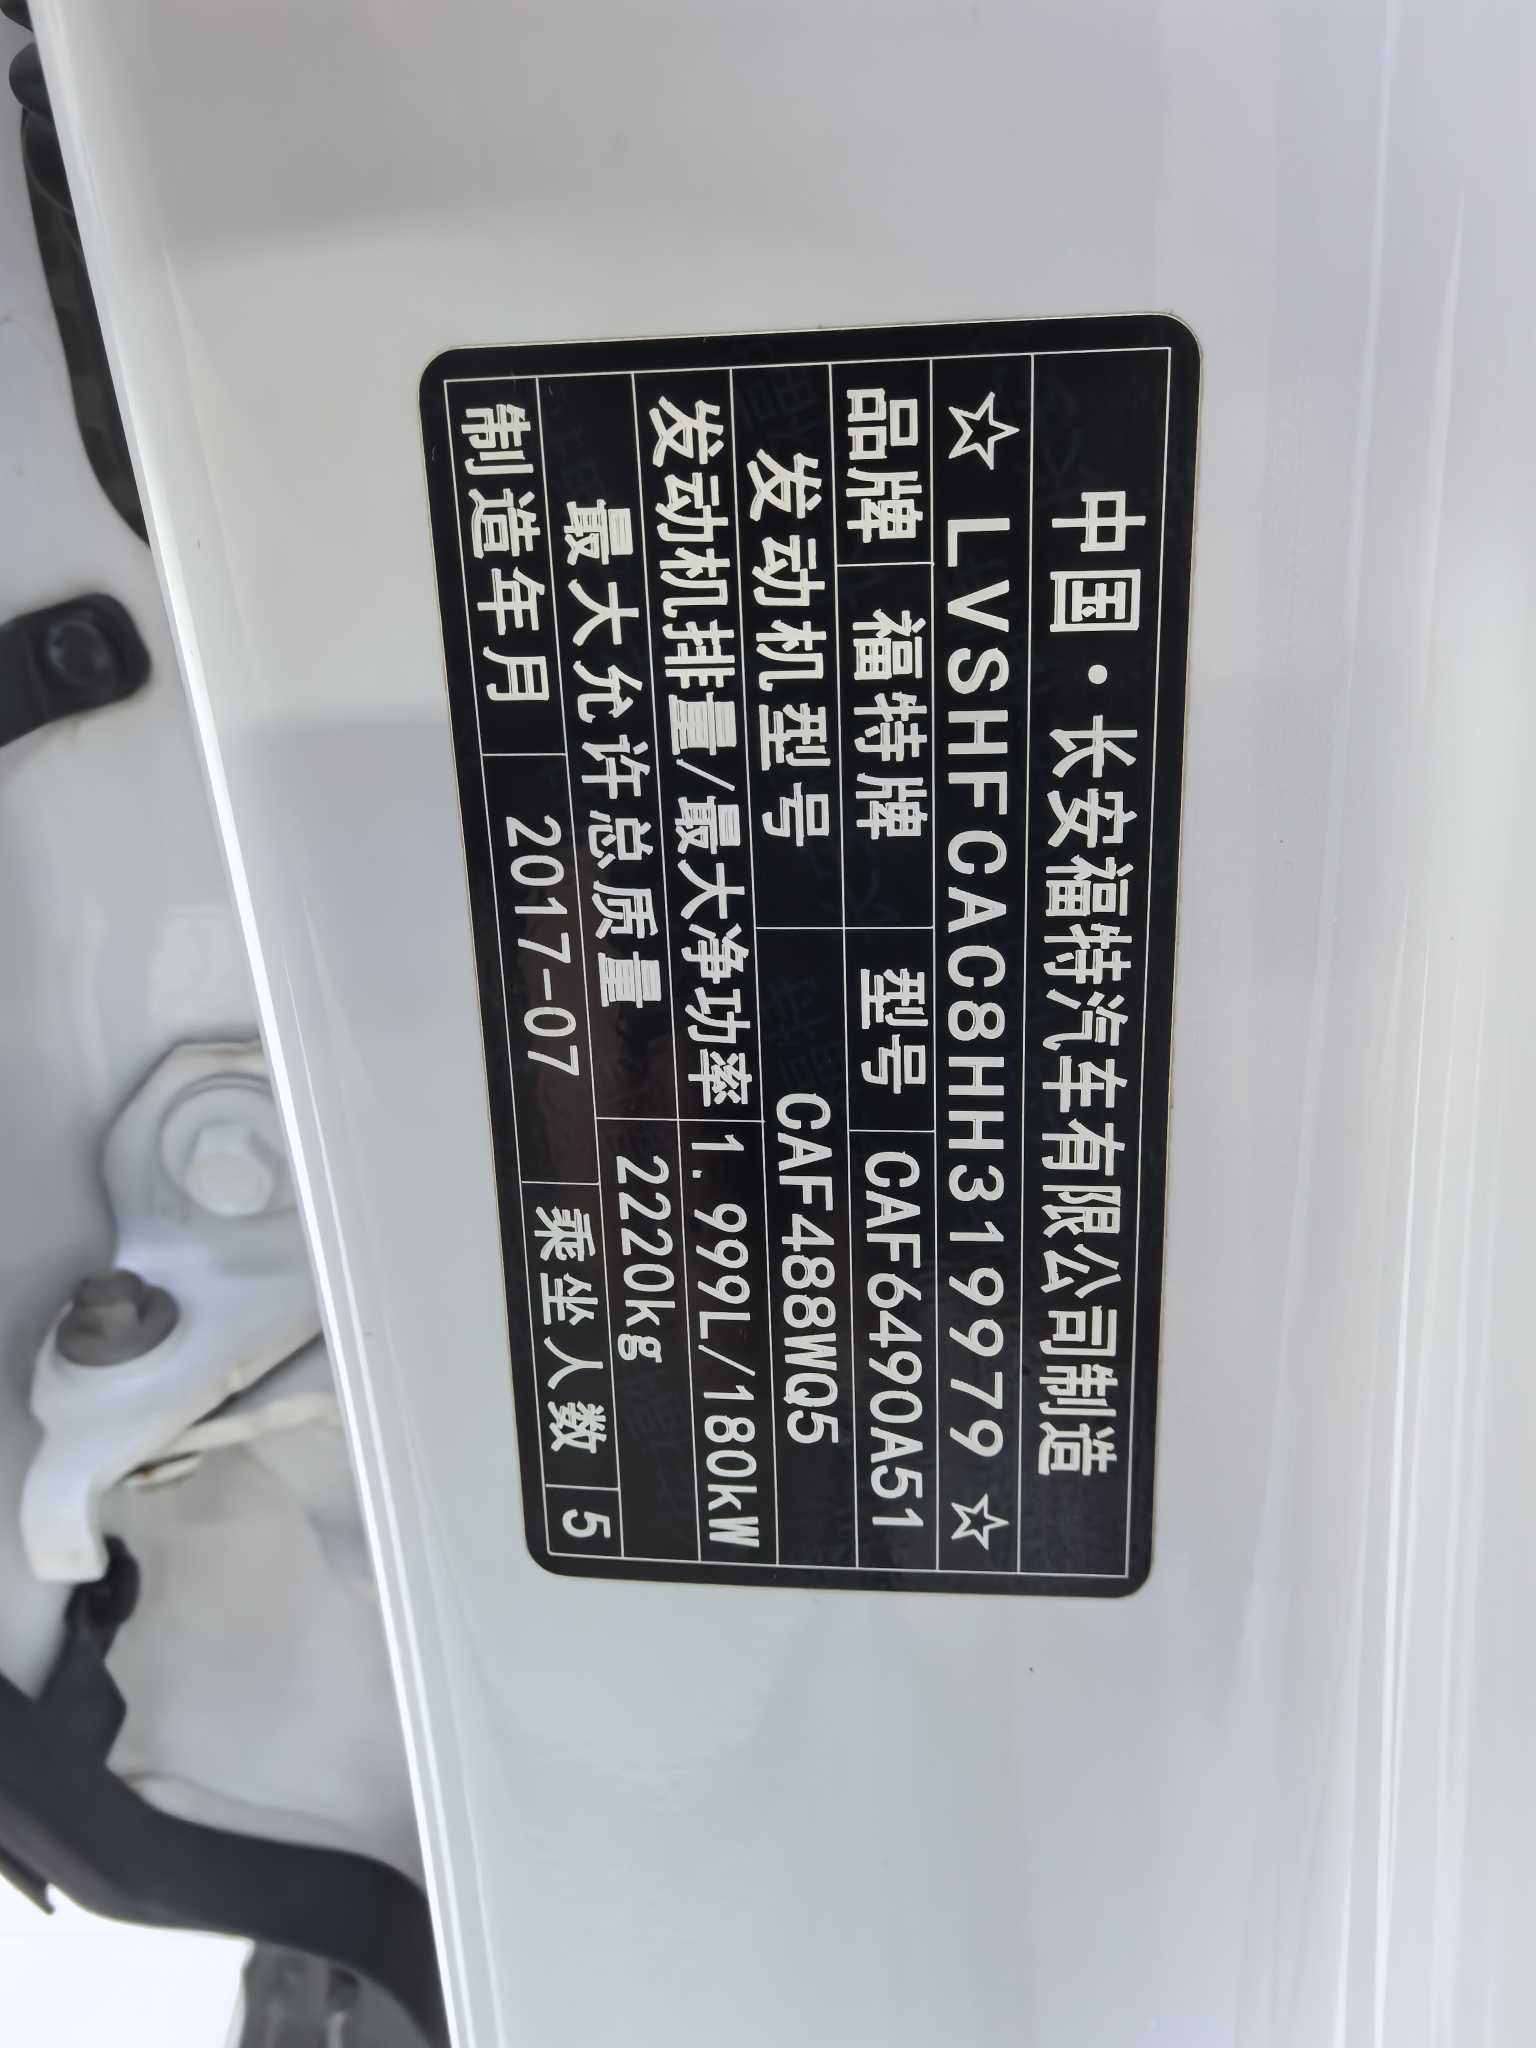 中国·长安福特汽车有限公司制造
☆LVSHFCAC8HH319979☆
品牌 福特牌 型号 CAF6490A51
发动机型号 CAF488WQ5
发动机排量/最大净功率 1.999L/180kW
最大允许总质量 2220kg
制造年月 2017-07 乘坐人数 5